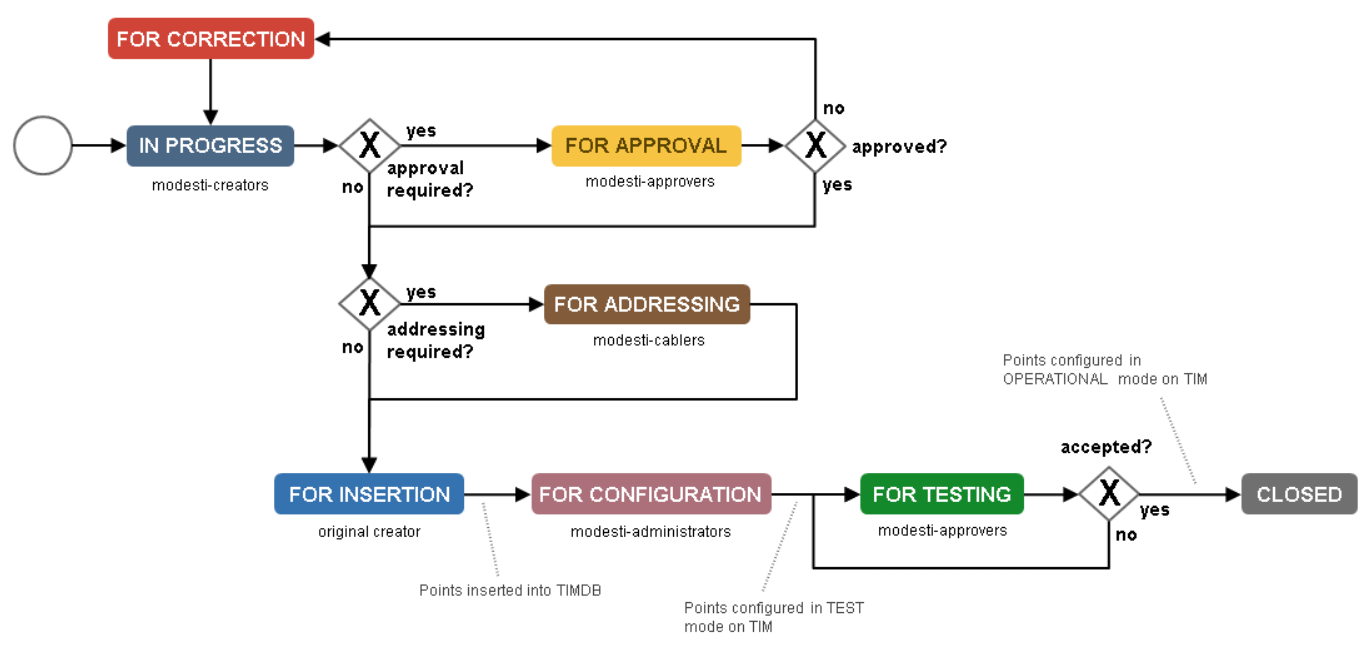 FOR CORRECTION
no
IN PROGRESS
modesti-creators
X
yes
approval
required?
no
FOR APPROVAL
modesti-approvers
X
approved?
yes
X
yes
addressing
required?
no
FOR ADDRESSING
modesti-cablers
Points configured in
OPERATIONAL mode on TIM
accepted?
FOR INSERTION
original creator
FOR CONFIGURATION
modesti-administrators
FOR TESTING
modesti-approvers
X
yes
no
CLOSED
Points inserted into TIMDB
Points configured in TEST
mode on TIM